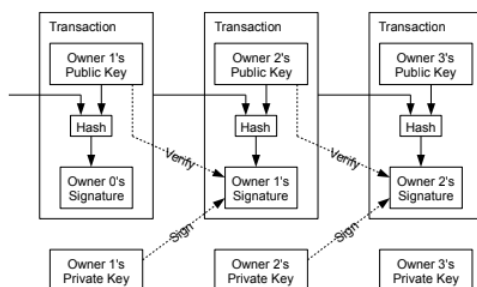 Transaction
Owner 1's
Public Key
Hash
Owner 0's
Signature
Transaction
Owner 2's
Public Key
Hash
Verify
Owner 1's
Signature
Transaction
Owner 3's
Public Key
Hash
Verify
Owner 2's
Signature
Owner 1's
Private Key
Sign
Owner 2's
Private Key
Sign
Owner 3's
Private Key